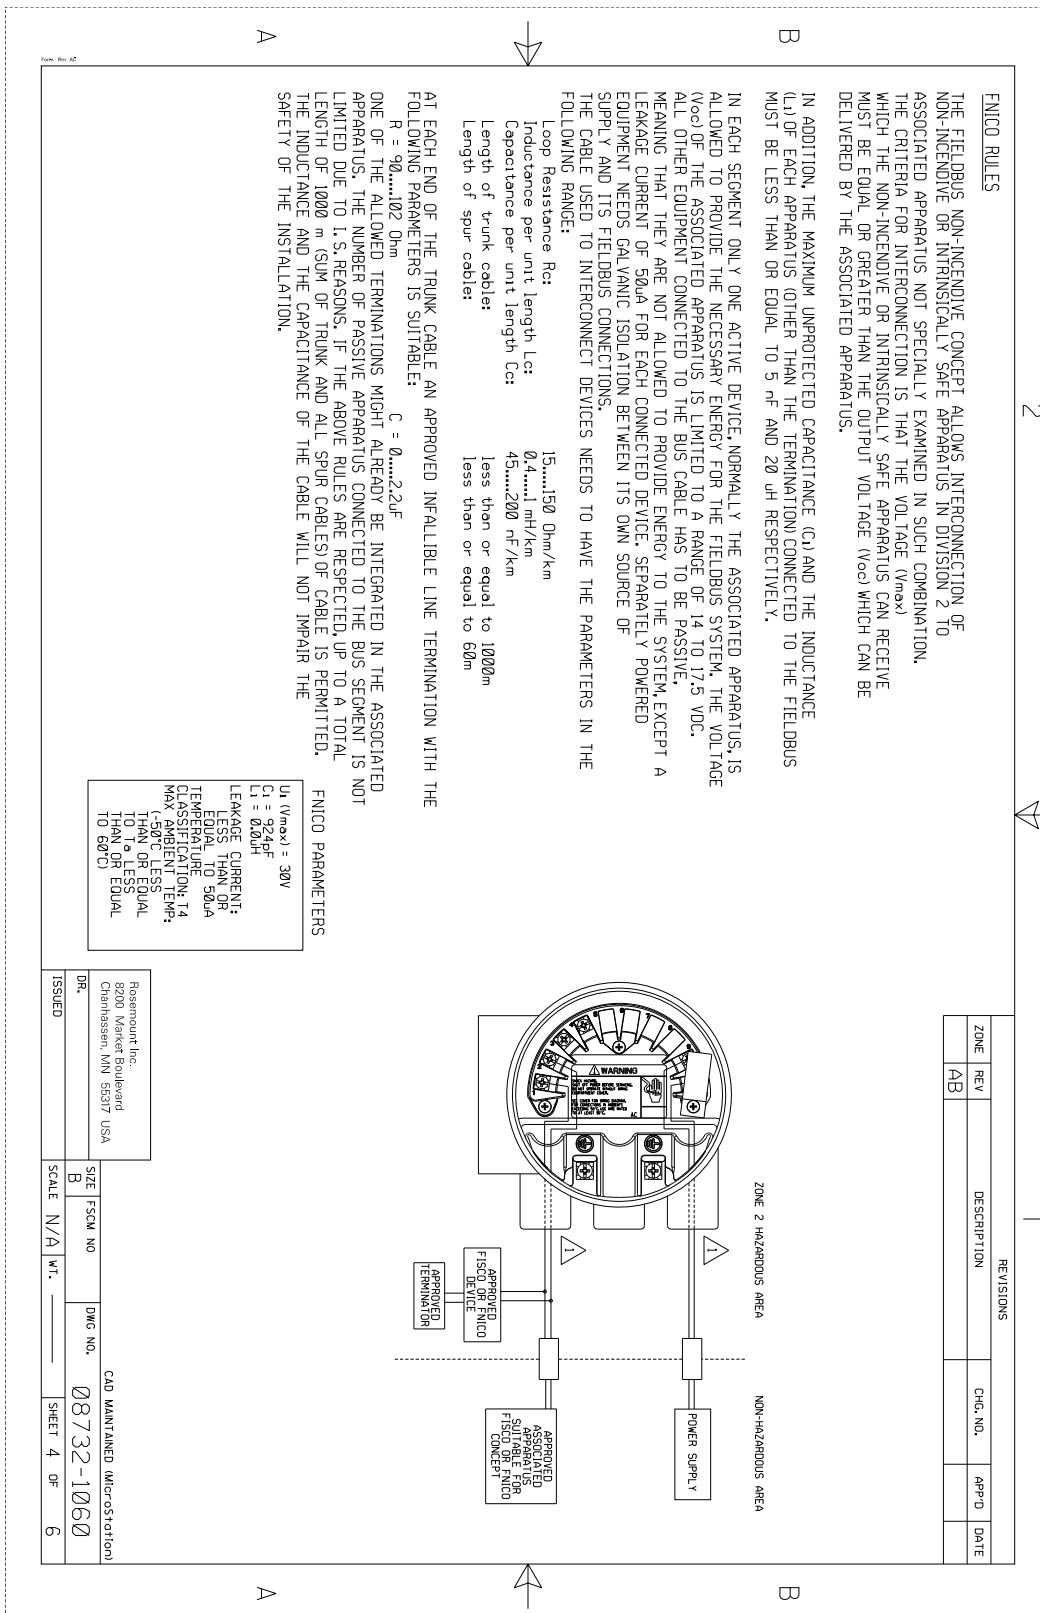 B
A
2
1
Form Rev AC
REVISIONS
ZONE REV DESCRIPTION CHG. NO. APP'D DATE
AB
FNICO RULES
THE FIELDBUS NON-INCENDIVE CONCEPT ALLOWS INTERCONNECTION OF
NON-INCENDIVE OR INTRINSICALLY SAFE APPARATUS IN DIVISION 2 TO
ASSOCIATED APPARATUS NOT SPECIALLY EXAMINED IN SUCH COMBINATION.
THE CRITERIA FOR INTERCONNECTION IS THAT THE VOLTAGE (Vmax)
WHICH THE NON-INCENDIVE OR INTRINSICALLY SAFE APPARATUS CAN RECEIVE
MUST BE EQUAL OR GREATER THAN THE OUTPUT VOLTAGE (Voc) WHICH CAN BE
DELIVERED BY THE ASSOCIATED APPARATUS.
IN ADDITION, THE MAXIMUM UNPROTECTED CAPACITANCE (Ci) AND THE INDUCTANCE
(Li) OF EACH APPARATUS (OTHER THAN THE TERMINATION) CONNECTED TO THE FIELDBUS
MUST BE LESS THAN OR EQUAL TO 5 nF AND 20 uH RESPECTIVELY.
IN EACH SEGMENT ONLY ONE ACTIVE DEVICE, NORMALLY THE ASSOCIATED APPARATUS, IS
ALLOWED TO PROVIDE THE NECESSARY ENERGY FOR THE FIELDBUS SYSTEM. THE VOLTAGE
(Voc) OF THE ASSOCIATED APPARATUS IS LIMITED TO A RANGE OF 14 TO 17.5 VDC.
ALL OTHER EQUIPMENT CONNECTED TO THE BUS CABLE HAS TO BE PASSIVE,
MEANING THAT THEY ARE NOT ALLOWED TO PROVIDE ENERGY TO THE SYSTEM, EXCEPT A
LEAKAGE CURRENT OF 50uA FOR EACH CONNECTED DEVICE. SEPARATELY POWERED
EQUIPMENT NEEDS GALVANIC ISOLATION BETWEEN ITS OWN SOURCE OF
SUPPLY AND ITS FIELDBUS CONNECTIONS.
THE CABLE USED TO INTERCONNECT DEVICES NEEDS TO HAVE THE PARAMETERS IN THE
FOLLOWING RANGE:
Loop Resistance Rc: 15.....150 Ohm/km
Inductance per unit length Lc: 0.4.....1 mH/km
Capacitance per unit length Cc: 45.....200 nF/km
Length of trunk cable: less than or equal to 1000m
Length of spur cable: less than or equal to 60m
AT EACH END OF THE TRUNK CABLE AN APPROVED INFALLIBLE LINE TERMINATION WITH THE
FOLLOWING PARAMETERS IS SUITABLE:
R = 90.....102 Ohm C = 0.....2.2uF
ONE OF THE ALLOWED TERMINATIONS MIGHT ALREADY BE INTEGRATED IN THE ASSOCIATED
APPARATUS. THE NUMBER OF PASSIVE APPARATUS CONNECTED TO THE BUS SEGMENT IS NOT
LIMITED DUE TO I.S. REASONS. IF THE ABOVE RULES ARE RESPECTED, UP TO A TOTAL
LENGTH OF 1000 m (SUM OF TRUNK AND ALL SPUR CABLES) OF CABLE IS PERMITTED.
THE INDUCTANCE AND THE CAPACITANCE OF THE CABLE WILL NOT IMPAIR THE
SAFETY OF THE INSTALLATION.
FNICO PARAMETERS
Ui (Vmax) = 30V
Ci = 924pF
Li = 0.0uH
LEAKAGE CURRENT:
LESS THAN OR
EQUAL TO 50uA
TEMPERATURE
CLASSIFICATION: T4
MAX AMBIENT TEMP:
(-50°C LESS
THAN OR EQUAL
TO Ta LESS
THAN OR EQUAL
TO 60°C)
ZONE 2 HAZARDOUS AREA
NON-HAZARDOUS AREA
WARNING
AC
1
1
POWER SUPPLY
APPROVED
FISCO OR FNICO
DEVICE
APPROVED
TERMINATOR
APPROVED
ASSOCIATED
APPARATUS
SUITABLE FOR
FISCO OR FNICO
CONCEPT
CAD MAINTAINED (MicroStation)
Rosemount Inc.
8200 Market Boulevard
Chanhassen, MN 55317 USA
DR.
ISSUED
SIZE B FSCM NO DWG NO. 08732-1060
SCALE N/A WT. SHEET 4 OF 6
B
A